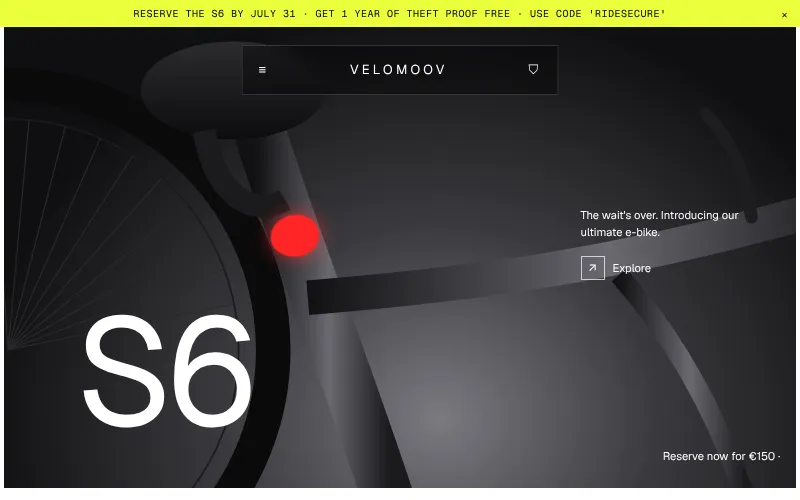 RESERVE THE S6 BY JULY 31 · GET 1 YEAR OF THEFT PROOF FREE · USE CODE 'RIDESECURE'
VELOMOOV
The wait's over. Introducing our
ultimate e-bike.
Explore
S6
Reserve now for €150 ·